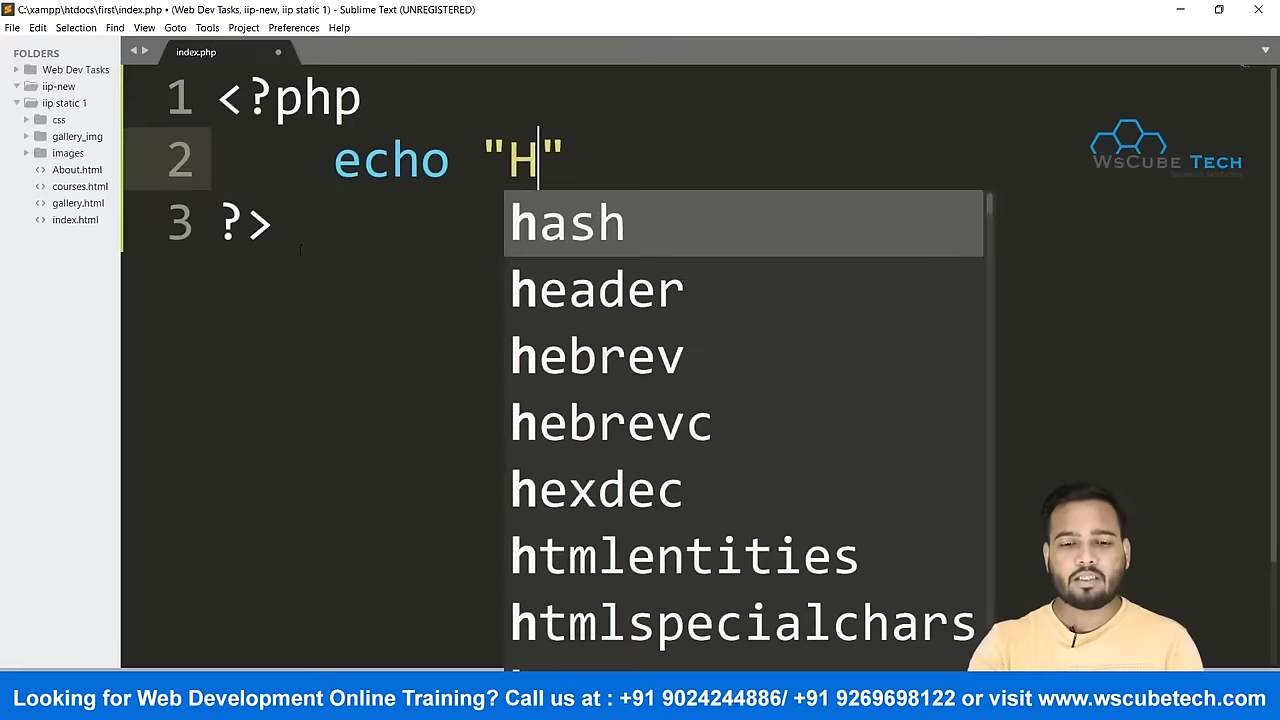 C:\xampp\htdocs\first\index.php • (Web Dev Tasks, iip-new, iip static 1) - Sublime Text (UNREGISTERED)
File Edit Selection Find View Goto Tools Project Preferences Help
FOLDERS
Web Dev Tasks
iip-new
iip static 1
css
gallery_img
images
About.html
courses.html
gallery.html
index.html
index.php
1 <?php
2 echo "H"
3 ?>
hash
header
hebrev
hebrevc
hexdec
htmlentities
htmlspecialchars
WsCube Tech
Looking for Web Development Online Training? Call us at : +91 9024244886/ +91 9269698122 or visit www.wscubetech.com